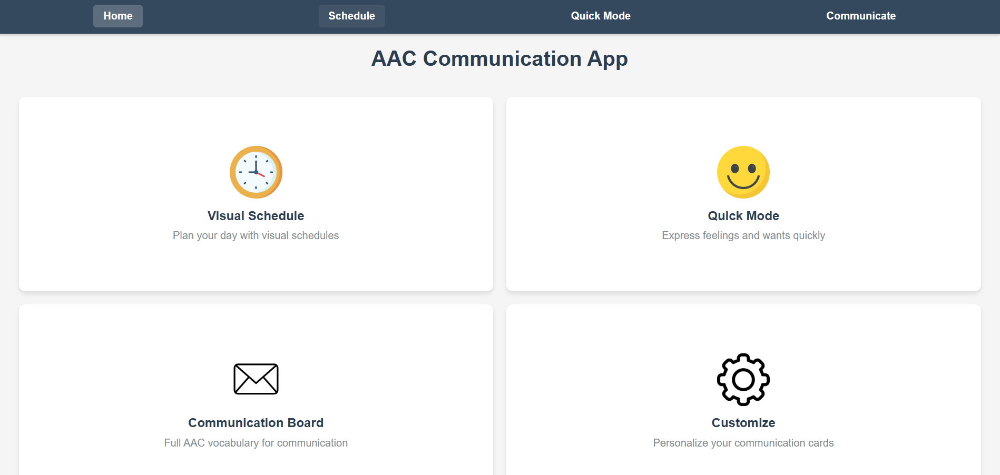 Home
Schedule
Quick Mode
Communicate
AAC Communication App
Visual Schedule
Plan your day with visual schedules
Quick Mode
Express feelings and wants quickly
Communication Board
Full AAC vocabulary for communication
Customize
Personalize your communication cards